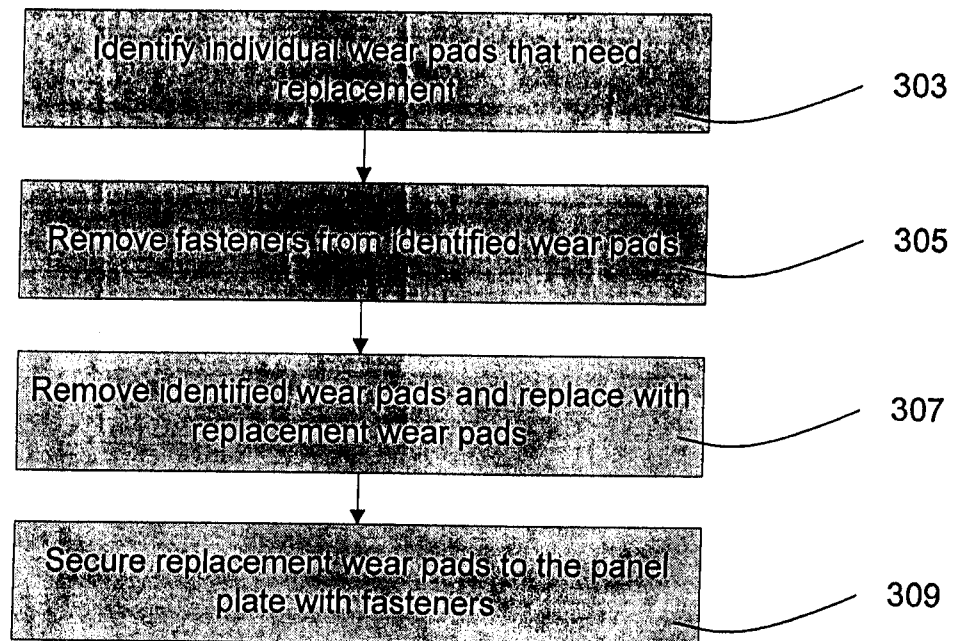 Identify individual wear pads that need
replacement
303
Remove fasteners from identified wear pads
305
Remove identified wear pads and replace with
replacement wear pads
307
Secure replacement wear pads to the panel
plate with fasteners
309